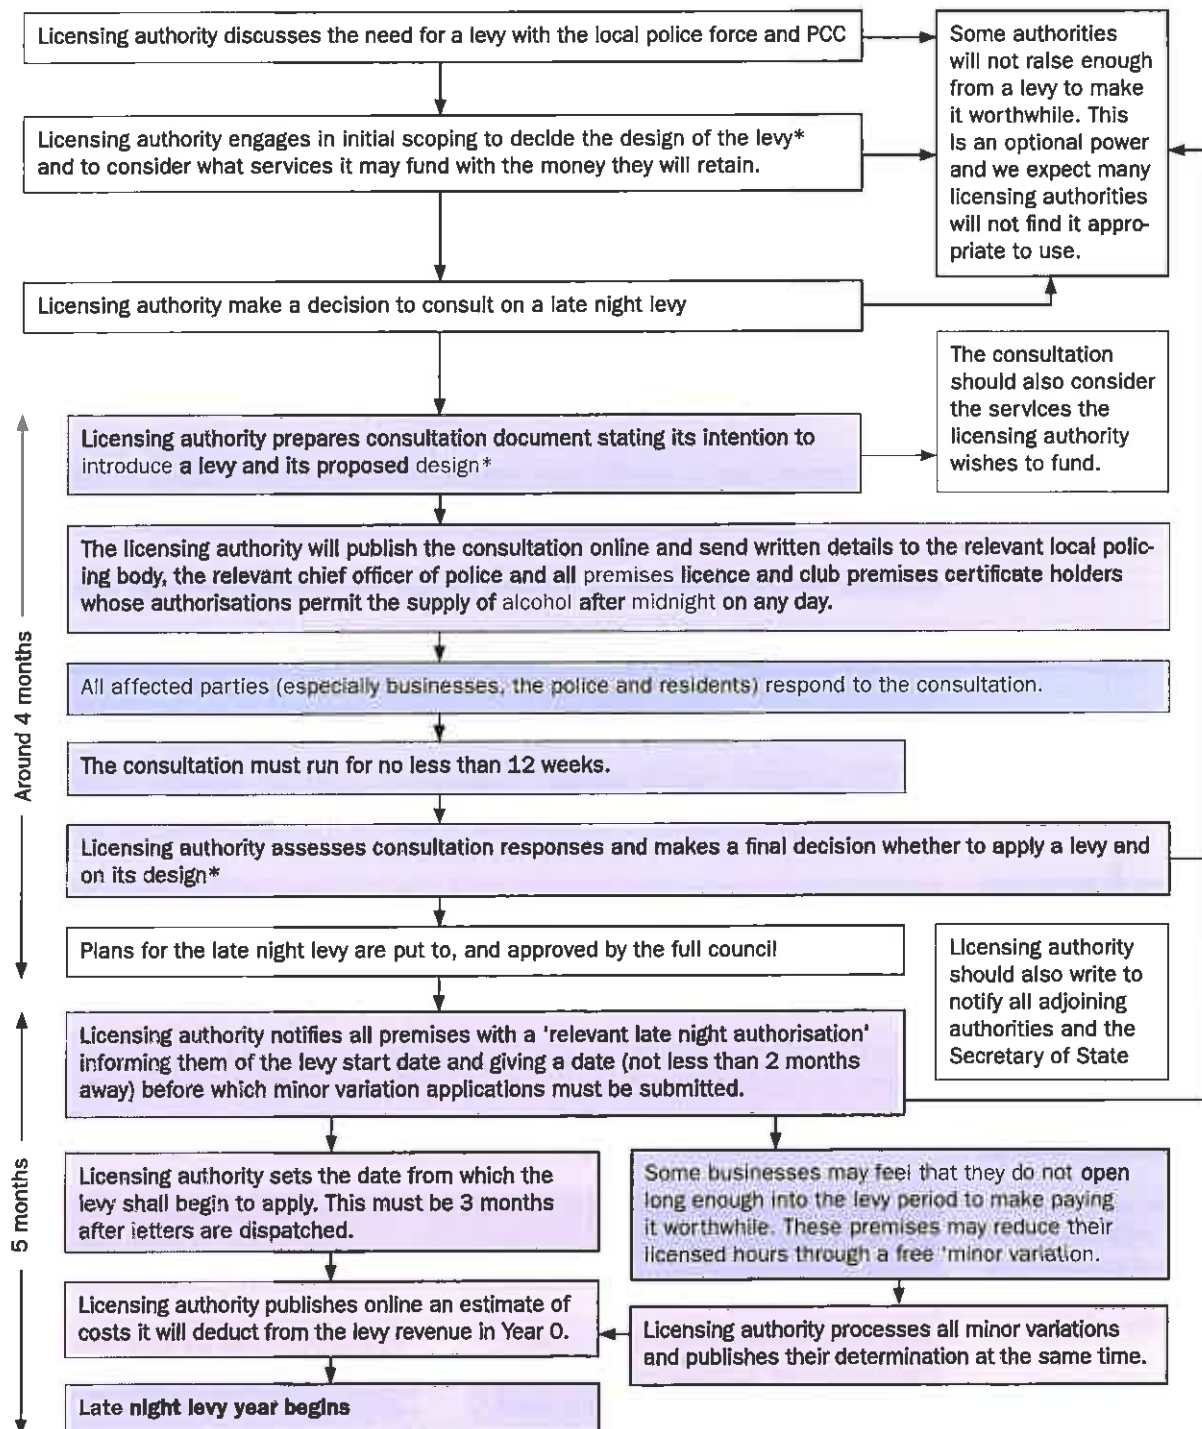 Licensing authority discusses the need for a levy with the local police force and PCC
Some authorities
will not raise enough
from a levy to make
it worthwhile. This
is an optional power
and we expect many
licensing authorities
will not find it appro-
priate to use.
Licensing authority engages in initial scoping to decide the design of the levy*
and to consider what services it may fund with the money they will retain.
Licensing authority make a decision to consult on a late night levy
The consultation
should also consider
the services the
licensing authority
wishes to fund.
Around 4 months
Licensing authority prepares consultation document stating its intention to
introduce a levy and its proposed design*
The licensing authority will publish the consultation online and send written details to the relevant local polic-
ing body, the relevant chief officer of police and all premises licence and club premises certificate holders
whose authorisations permit the supply of alcohol after midnight on any day.
All affected parties (especially businesses, the police and residents) respond to the consultation.
The consultation must run for no less than 12 weeks.
Licensing authority assesses consultation responses and makes a final decision whether to apply a levy and
on its design*
Plans for the late night levy are put to, and approved by the full council
Licensing authority
should also write to
notify all adjoining
authorities and the
Secretary of State
5 months
Licensing authority notifies all premises with a 'relevant late night authorisation'
informing them of the levy start date and giving a date (not less than 2 months
away) before which minor variation applications must be submitted.
Licensing authority sets the date from which the
levy shall begin to apply. This must be 3 months
after letters are dispatched.
Some businesses may feel that they do not open
long enough into the levy period to make paying
it worthwhile. These premises may reduce their
licensed hours through a free 'minor variation.
Licensing authority publishes online an estimate of
costs it will deduct from the levy revenue in Year 0.
Licensing authority processes all minor variations
and publishes their determination at the same time.
Late night levy year begins